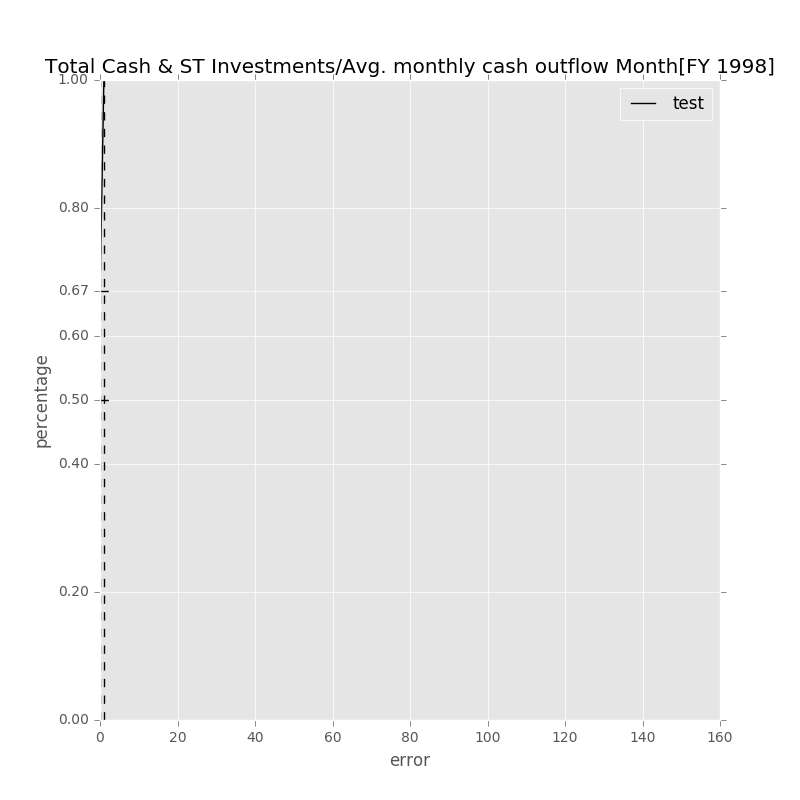 Total Cash & ST Investments/Avg. monthly cash outflow Month[FY 1998]
1.00
test
0.80
0.67
0.60
percentage
0.50
0.40
0.20
0.00
0 20 40 60 80 100 120 140 160
error